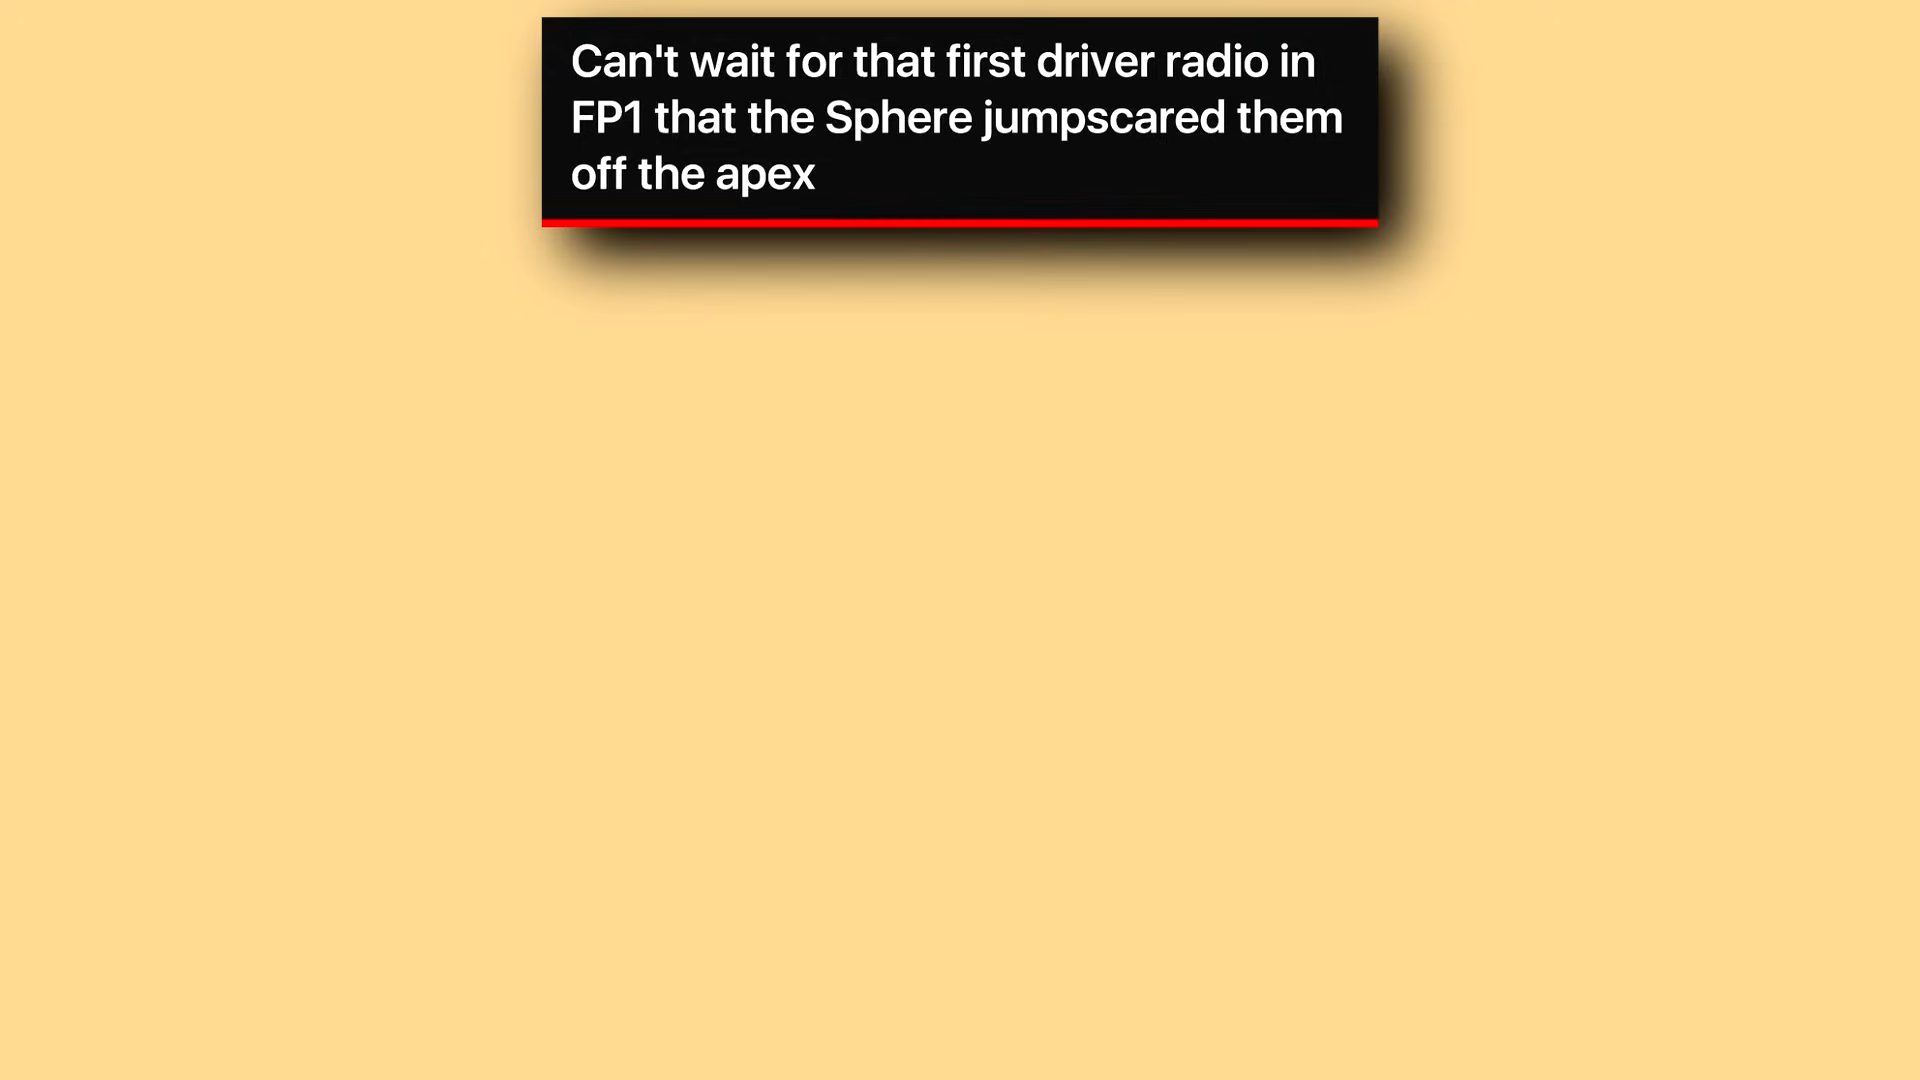 Can't wait for that first driver radio in
FP1 that the Sphere jumpscared them
off the apex